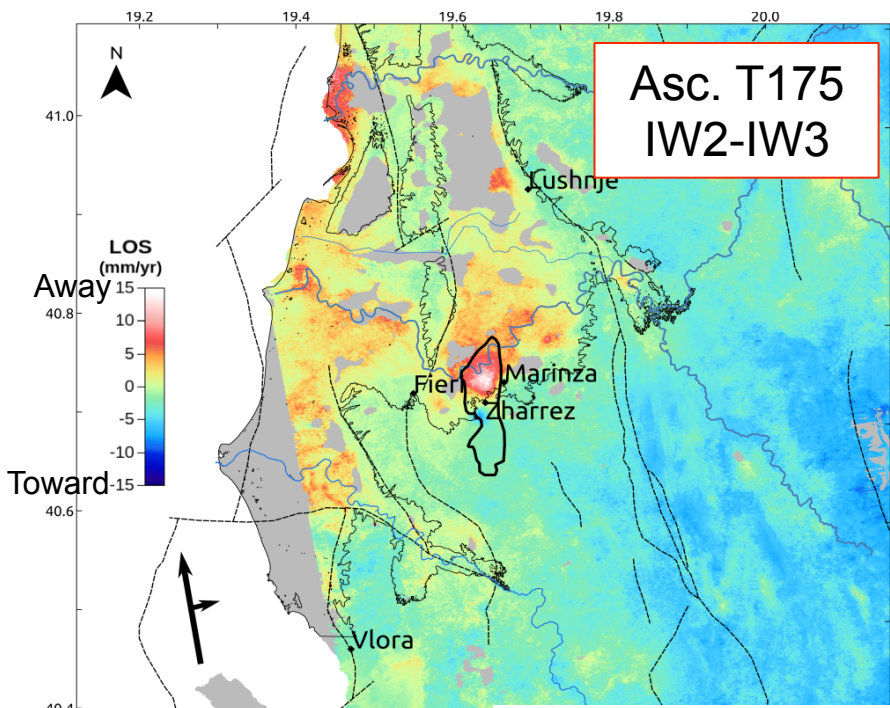 19.2 19.4 19.6 19.8 20.0
N
Asc. T175
IW2-IW3
41.0
Lushnje
LOS
(mm/yr)
Away 15
10
5
0
-5
-10
Toward -15
40.8
Marinza
Fier
Zharrez
40.6
Vlora
40.4